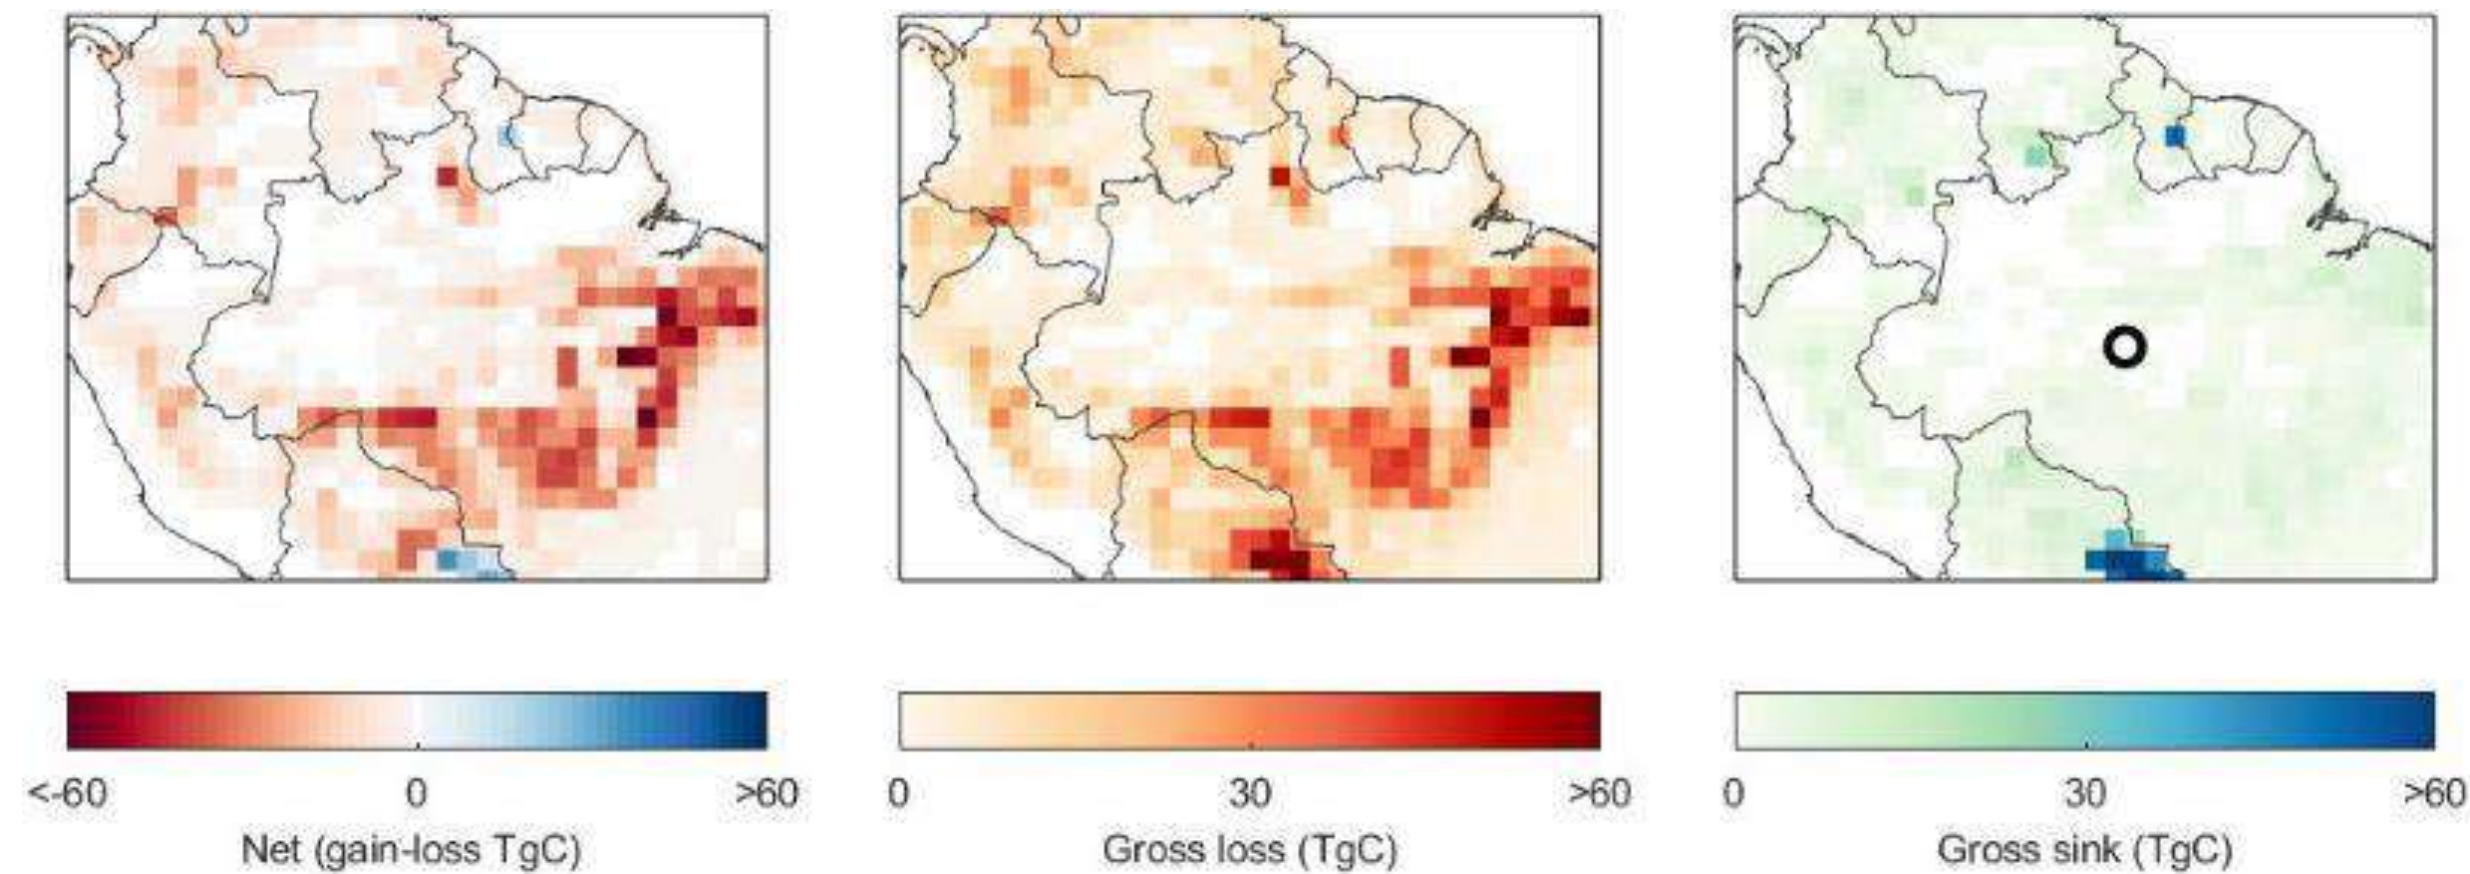 <-60 0 >60
Net (gain-loss TgC)
0 30 >60
Gross loss (TgC)
0 30 >60
Gross sink (TgC)